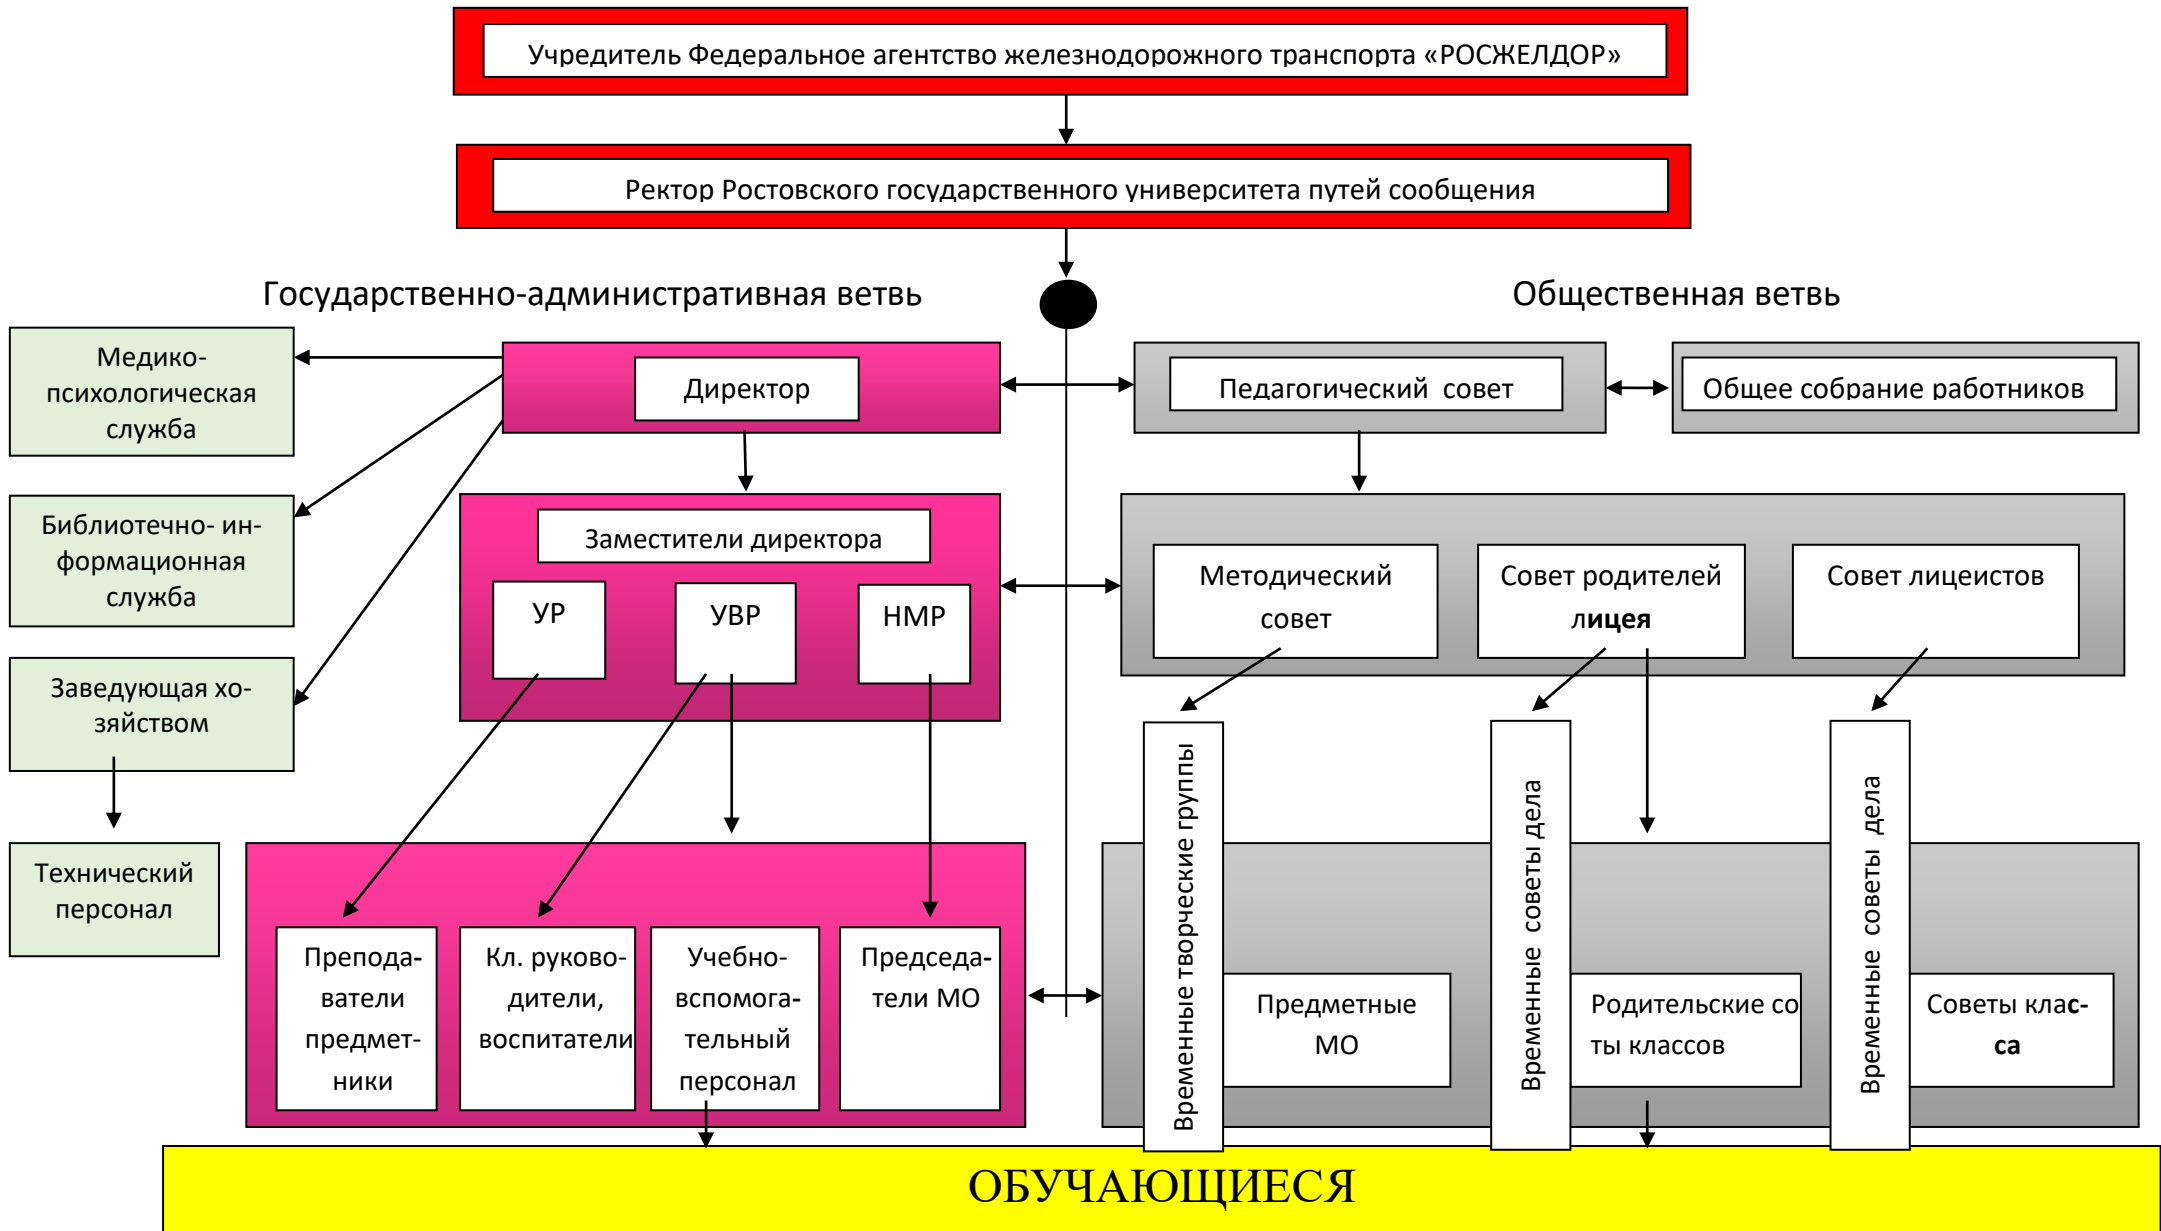 Учредитель Федеральное агентство железнодорожного транспорта «РОСЖЕЛДОР»
Ректор Ростовского государственного университета путей сообщения
Государственно-административная ветвь
Общественная ветвь
Медико-
психологическая
служба
Директор
Педагогический совет
Общее собрание работников
Библиотечно- ин-
формационная
служба
Заместители директора
УР
УВР
НМР
Методический
совет
Совет родителей
лицея
Совет лицеистов
Заведующая хо-
зяйством
Технический
персонал
Препода-
ватели
предмет-
ники
Кл. руково-
дители,
воспитатели
Учебно-
вспомога-
тельный
персонал
Председа-
тели МО
Временные творческие группы
Предметные
МО
Временные советы дела
Родительские со
ты классов
Временные советы дела
Советы клас-
са
ОБУЧАЮЩИЕСЯ